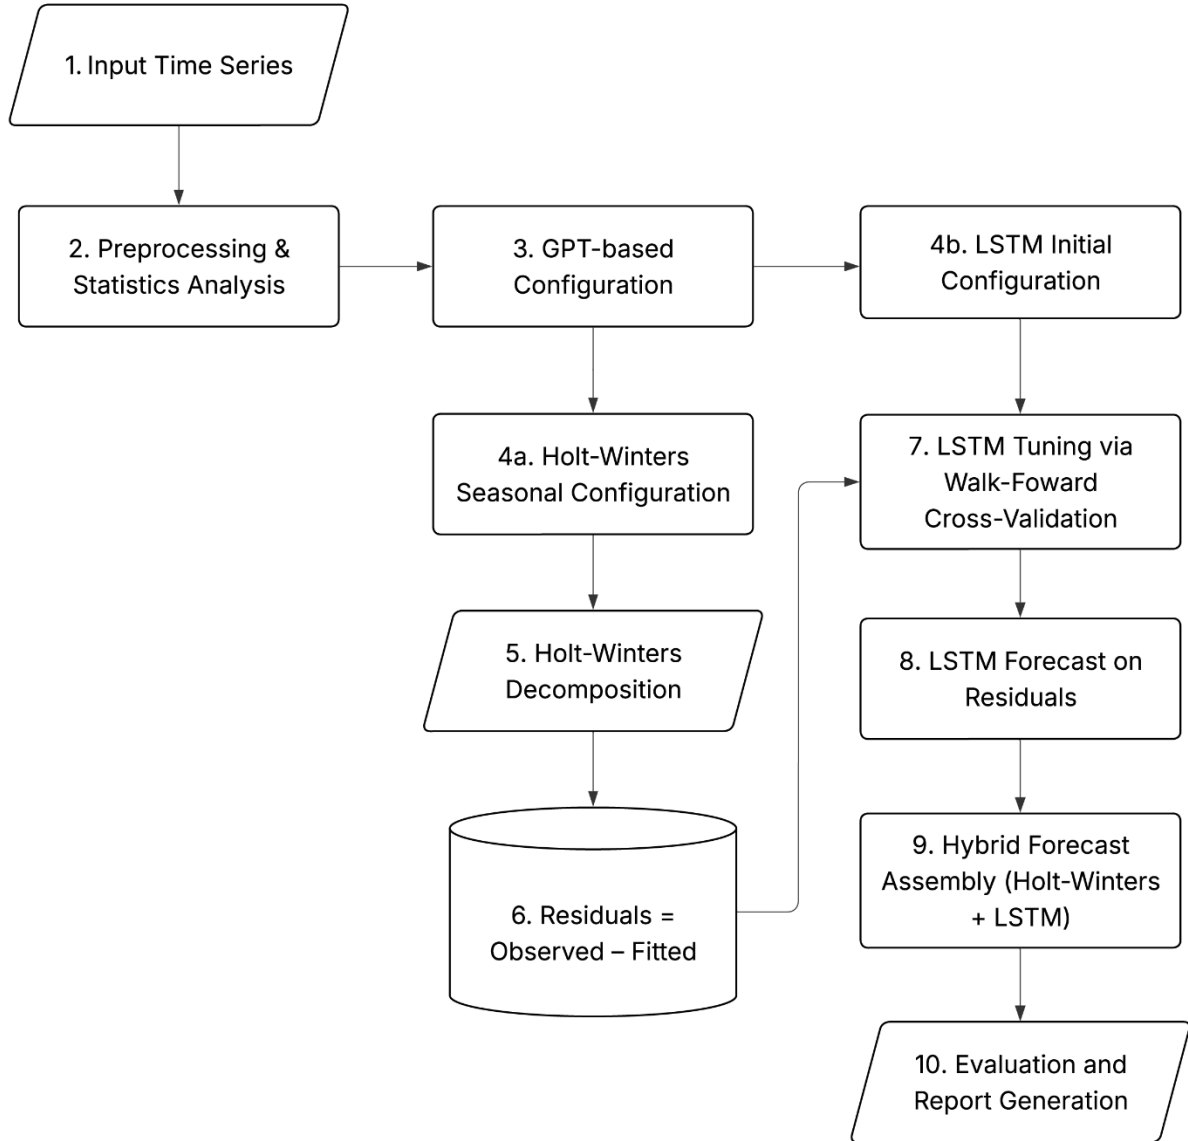 1. Input Time Series
2. Preprocessing &
Statistics Analysis
3. GPT-based
Configuration
4b. LSTM Initial
Configuration
4a. Holt-Winters
Seasonal Configuration
5. Holt-Winters
Decomposition
6. Residuals =
Observed – Fitted
7. LSTM Tuning via
Walk-Foward
Cross-Validation
8. LSTM Forecast on
Residuals
9. Hybrid Forecast
Assembly (Holt-Winters
+ LSTM)
10. Evaluation and
Report Generation